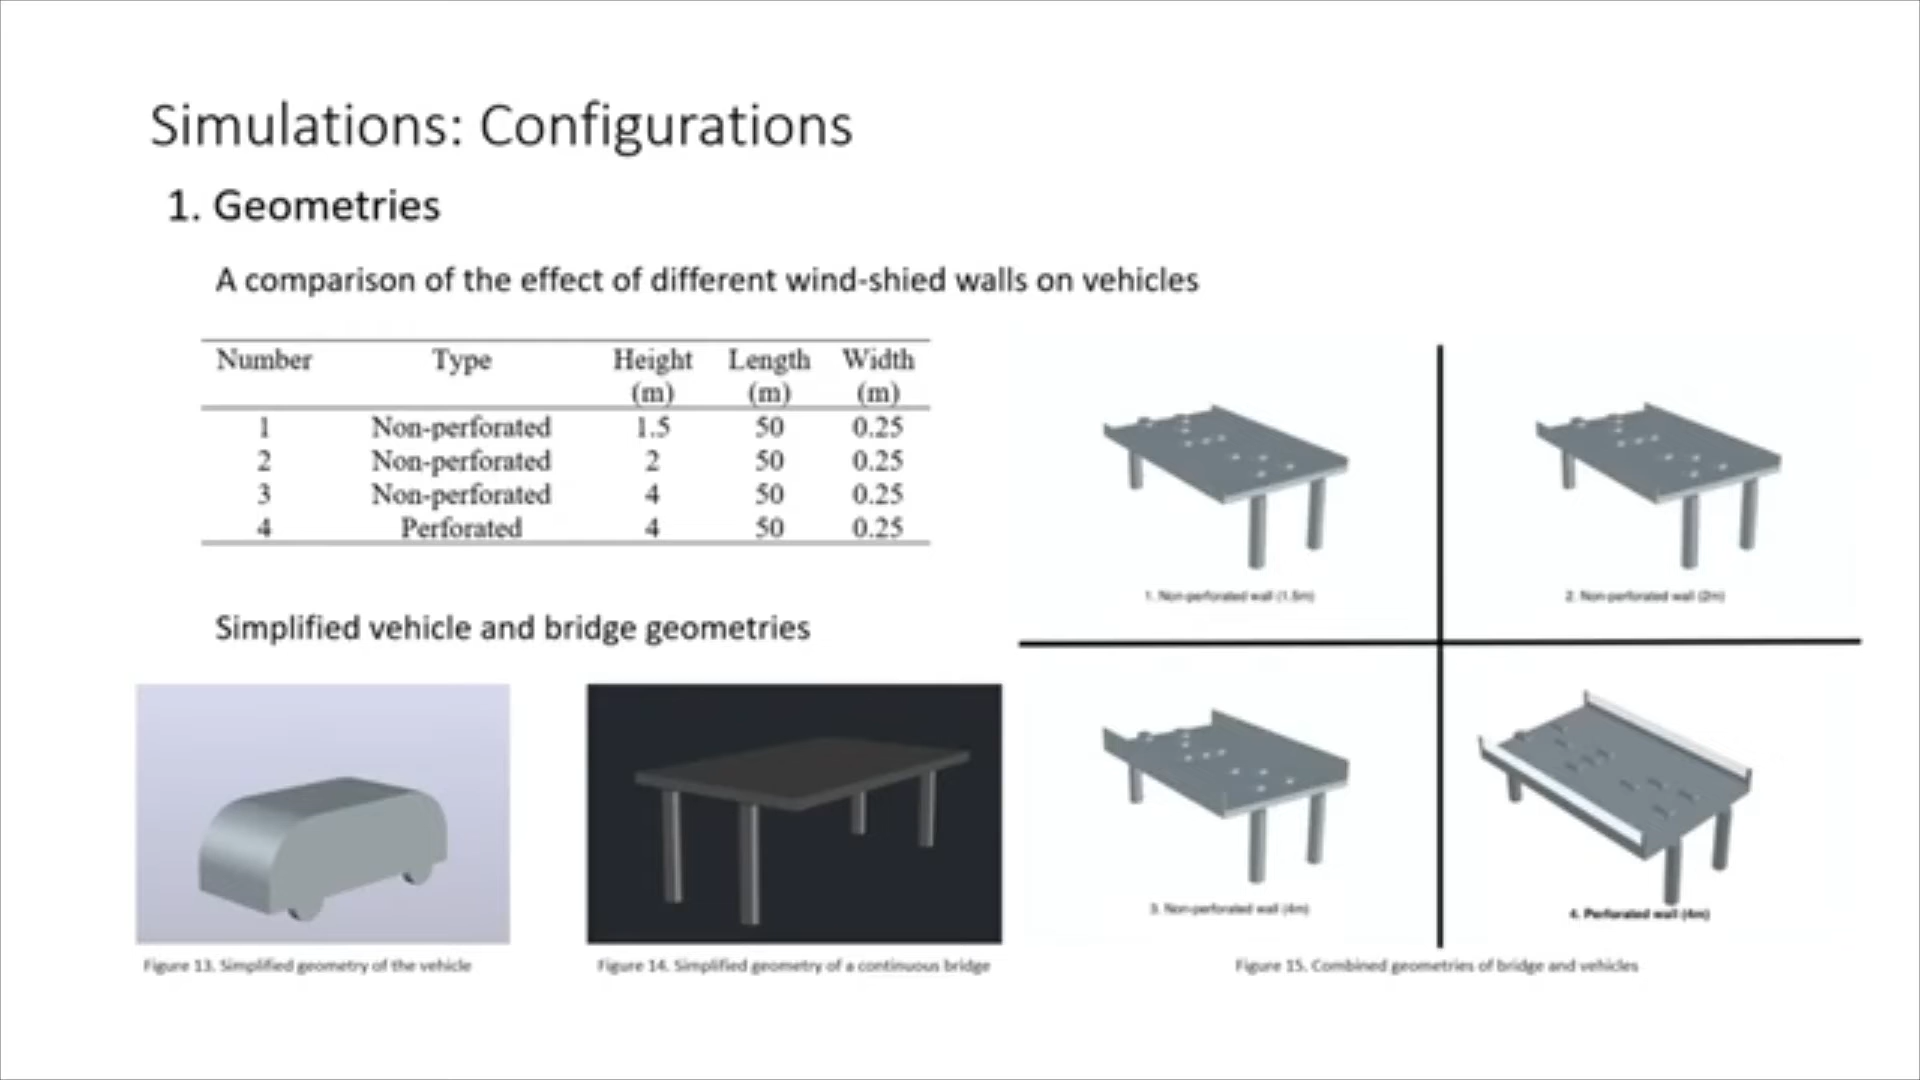 Simulations: Configurations
1. Geometries
A comparison of the effect of different wind-shied walls on vehicles
Number Type Height (m) Length (m) Width (m)
1 Non-perforated 1.5 50 0.25
2 Non-perforated 2 50 0.25
3 Non-perforated 4 50 0.25
4 Perforated 4 50 0.25
Simplified vehicle and bridge geometries
1. Non-perforated wall (1.5m)
2. Non-perforated wall (2m)
3. Non-perforated wall (4m)
4. Perforated wall (4m)
Figure 13. Simplified geometry of the vehicle
Figure 14. Simplified geometry of a continuous bridge
Figure 15. Combined geometries of bridge and vehicles